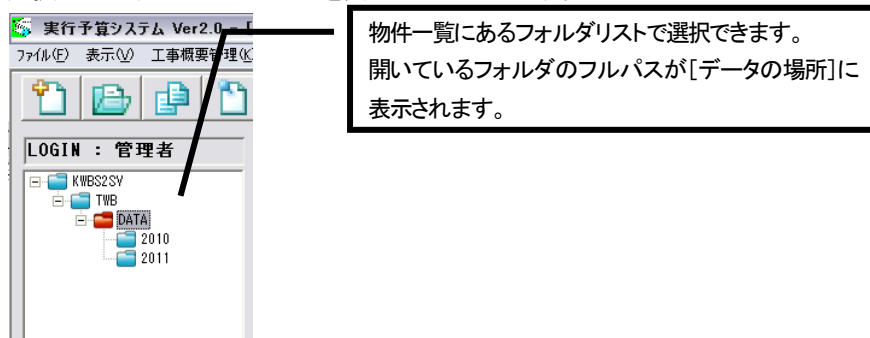 実行予算システム Ver2.0 - [
ファイル(F) 表示(V) 工事概要管理(K)
LOGIN : 管理者
KWBS2SV
TWB
DATA
2010
2011
物件一覧にあるフォルダリストで選択できます。
開いているフォルダのフルパスが[データの場所]に
表示されます。